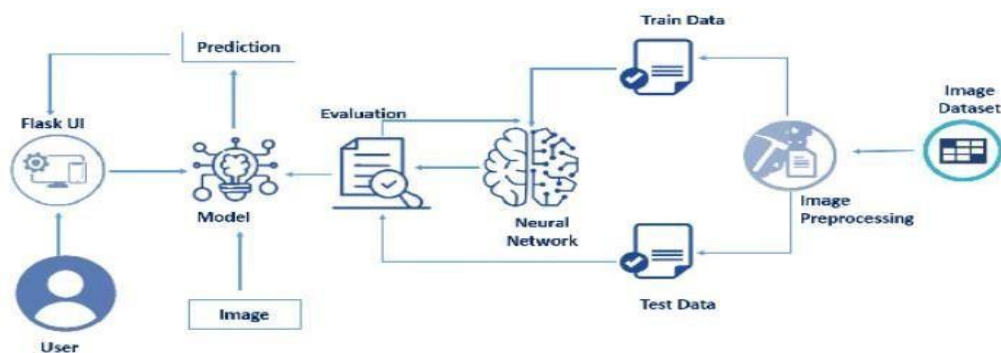 Train Data
Prediction
Image
Dataset
Evaluation
Flask UI
Model
Neural
Network
Image
Preprocessing
Image
Test Data
User